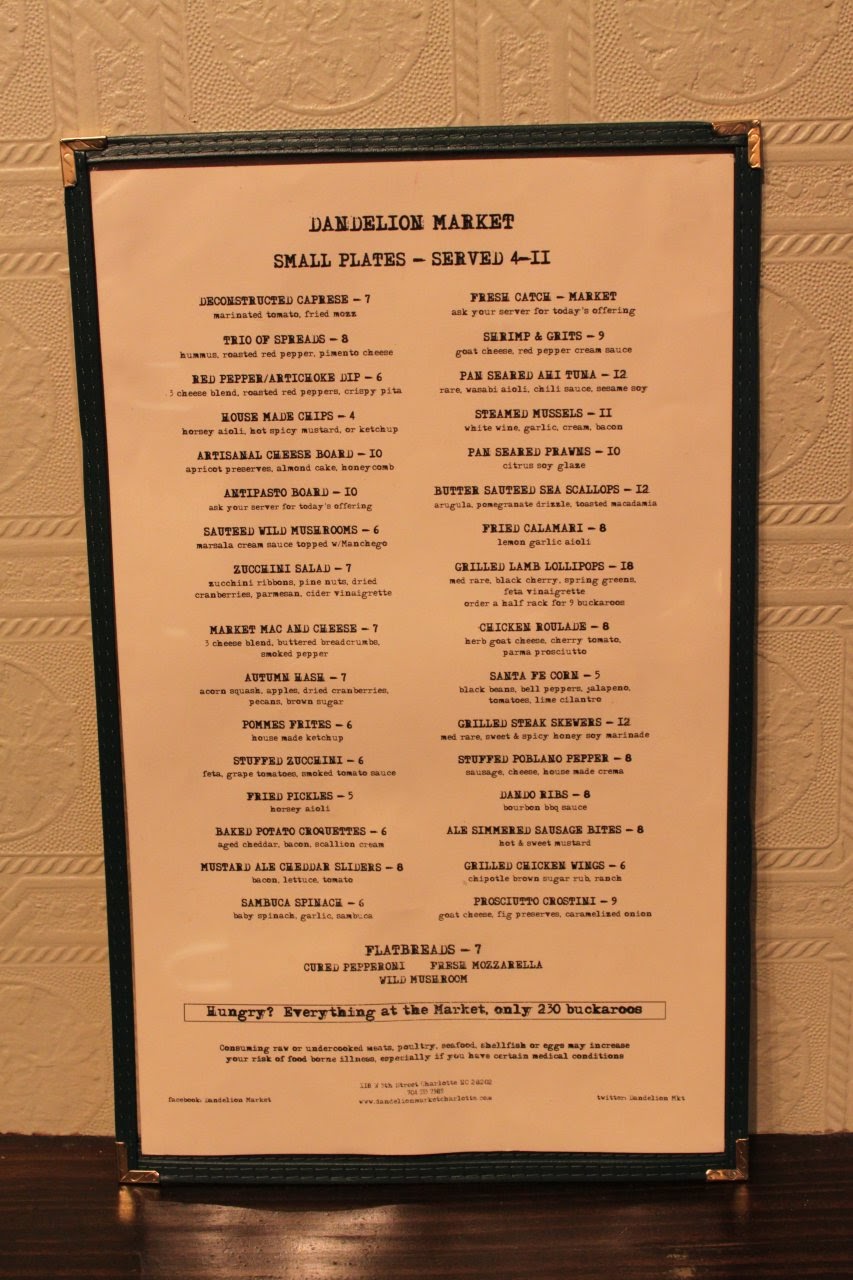 DANDELION MARKET
SMALL PLATES – SERVED 4-11
DECONSTRUCTED CAPRESE – 7
marinated tomato, fried mozz
TRIO OF SPREADS – 8
hummus, roasted red pepper, pimento cheese
RED PEPPER/ARTICHOKE DIP – 6
3 cheese blend, roasted red peppers, crispy pita
HOUSE MADE CHIPS – 4
horsey aioli, hot spicy mustard, or ketchup
ARTISANAL CHEESE BOARD – 10
apricot preserves, almond cake, honeycomb
ANTIPASTO BOARD – 10
ask your server for today's offering
SAUTEED WILD MUSHROOMS – 6
marsala cream sauce topped w/Manchego
ZUCCHINI SALAD – 7
zucchini ribbons, pine nuts, dried
cranberries, parmesan, cider vinaigrette
MARKET MAC AND CHEESE – 7
3 cheese blend, buttered breadcrumbs,
smoked pepper
AUTUMN HASH – 7
acorn squash, apples, dried cranberries,
pecans, brown sugar
POMMES FRITES – 6
house made ketchup
STUFFED ZUCCHINI – 6
feta, grape tomatoes, smoked tomato sauce
FRIED PICKLES – 5
horsey aioli
BAKED POTATO CROQUETTES – 6
aged cheddar, bacon, scallion cream
MUSTARD ALE CHEDDAR SLIDERS – 8
bacon, lettuce, tomato
SAMBUCA SPINACH – 6
baby spinach, garlic, sambuca
FRESH CATCH – MARKET
ask your server for today's offering
SHRIMP & GRITS – 9
goat cheese, red pepper cream sauce
PAN SEARED AHI TUNA – 12
rare, wasabi aioli, chili sauce, sesame soy
STEAMED MUSSELS – 11
white wine, garlic, cream, bacon
PAN SEARED PRAWNS – 10
citrus soy glaze
BUTTER SAUTEED SEA SCALLOPS – 12
arugula, pomegranate drizzle, toasted macadamia
FRIED CALAMARI – 8
lemon garlic aioli
GRILLED LAMB LOLLIPOPS – 18
med rare, black cherry, spring greens,
feta vinaigrette
order a half rack for 9 buckaroos
CHICKEN ROULADE – 8
herb goat cheese, cherry tomato,
parma prosciutto
SANTA FE CORN – 5
black beans, bell peppers, jalapeno,
tomatoes, lime cilantro
GRILLED STEAK SKEWERS – 12
med rare, sweet & spicy honey soy marinade
STUFFED POBLANO PEPPER – 8
sausage, cheese, house made crema
DANDO RIBS – 8
bourbon bbq sauce
ALE SIMMERED SAUSAGE BITES – 8
hot & sweet mustard
GRILLED CHICKEN WINGS – 6
chipotle brown sugar rub, ranch
PROSCIUTTO CROSTINI – 9
goat cheese, fig preserves, caramelized onion
FLATBREADS – 7
CURED PEPPERONI FRESH MOZZARELLA
WILD MUSHROOM
Hungry? Everything at the Market, only 230 buckaroos
Consuming raw or undercooked meats, poultry, seafood, shellfish or eggs may increase
your risk of food borne illness, especially if you have certain medical conditions
118 W 5th Street Charlotte NC 28202
704
www.dandelionmarketcharlotte.com
facebook: Dandelion Market
twitter: Dandelion Mkt